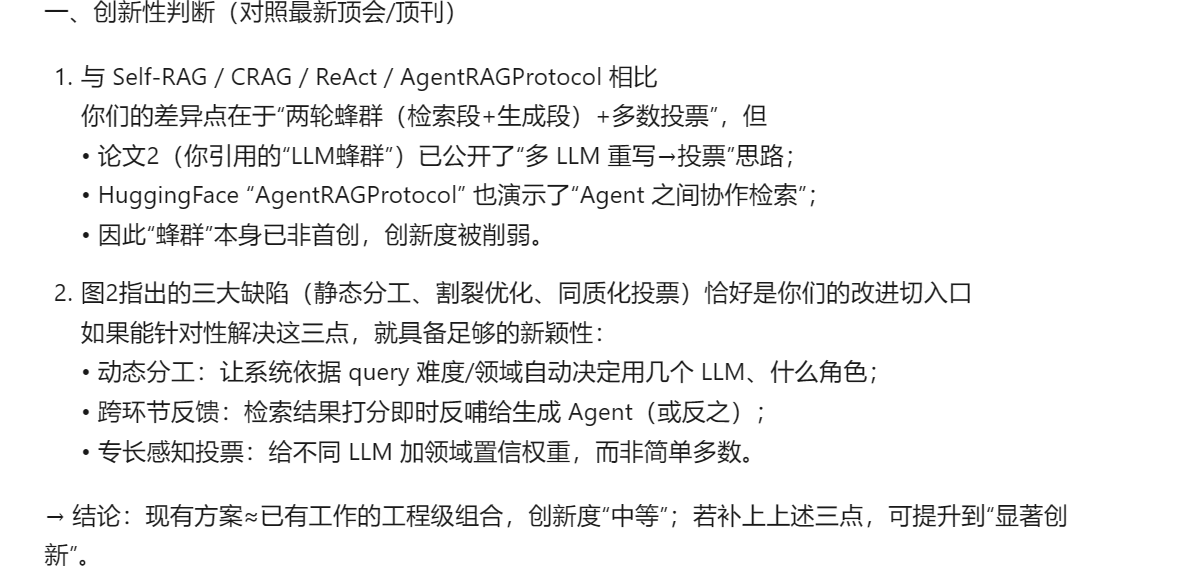 一、创新性判断（对照最新顶会/顶刊）
1. 与 Self-RAG / CRAG / ReAct / AgentRAGProtocol 相比
你们的差异点在于“两轮蜂群（检索段+生成段）+多数投票”，但
• 论文2（你引用的“LLM蜂群”）已公开了“多 LLM 重写→投票”思路；
• HuggingFace “AgentRAGProtocol” 也演示了“Agent 之间协作检索”；
• 因此“蜂群”本身已非首创，创新度被削弱。
2. 图2指出的三大缺陷（静态分工、割裂优化、同质化投票）恰好是你们的改进切入口
如果能针对性解决这三点，就具备足够的新颖性：
• 动态分工：让系统依据 query 难度/领域自动决定用几个 LLM、什么角色；
• 跨环节反馈：检索结果打分即时反哺给生成 Agent（或反之）；
• 专长感知投票：给不同 LLM 加领域置信权重，而非简单多数。
→ 结论：现有方案≈已有工作的工程级组合，创新度“中等”；若补上上述三点，可提升到“显著创
新”。